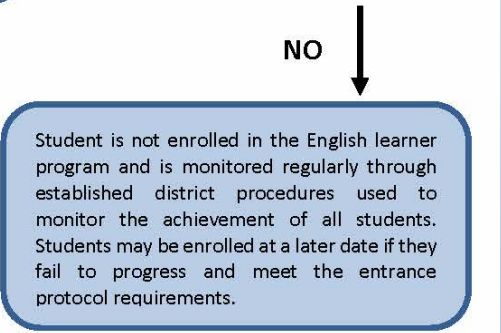 NO
Student is not enrolled in the English learner
program and is monitored regularly through
established district procedures used to
monitor the achievement of all students.
Students may be enrolled at a later date if they
fail to progress and meet the entrance
protocol requirements.